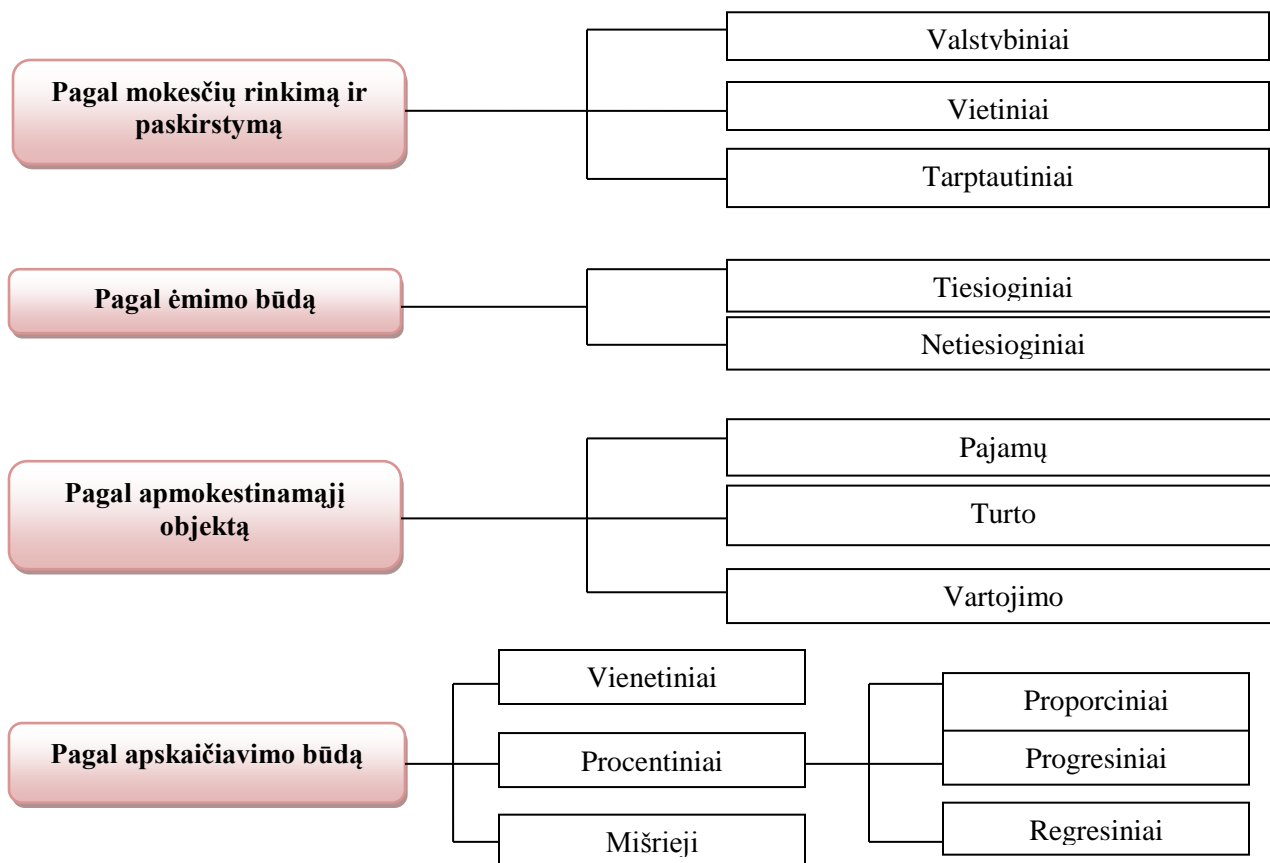 Valstybiniai
Pagal mokesčių rinkimą ir
paskirstymą
Vietiniai
Tarptautiniai
Pagal ėmimo būdą
Tiesioginiai
Netiesioginiai
Pajamų
Pagal apmokestinamąjį
objektą
Turto
Vartojimo
Vienetiniai
Proporciniai
Pagal apskaičiavimo būdą
Procentiniai
Progresiniai
Mišrieji
Regresiniai